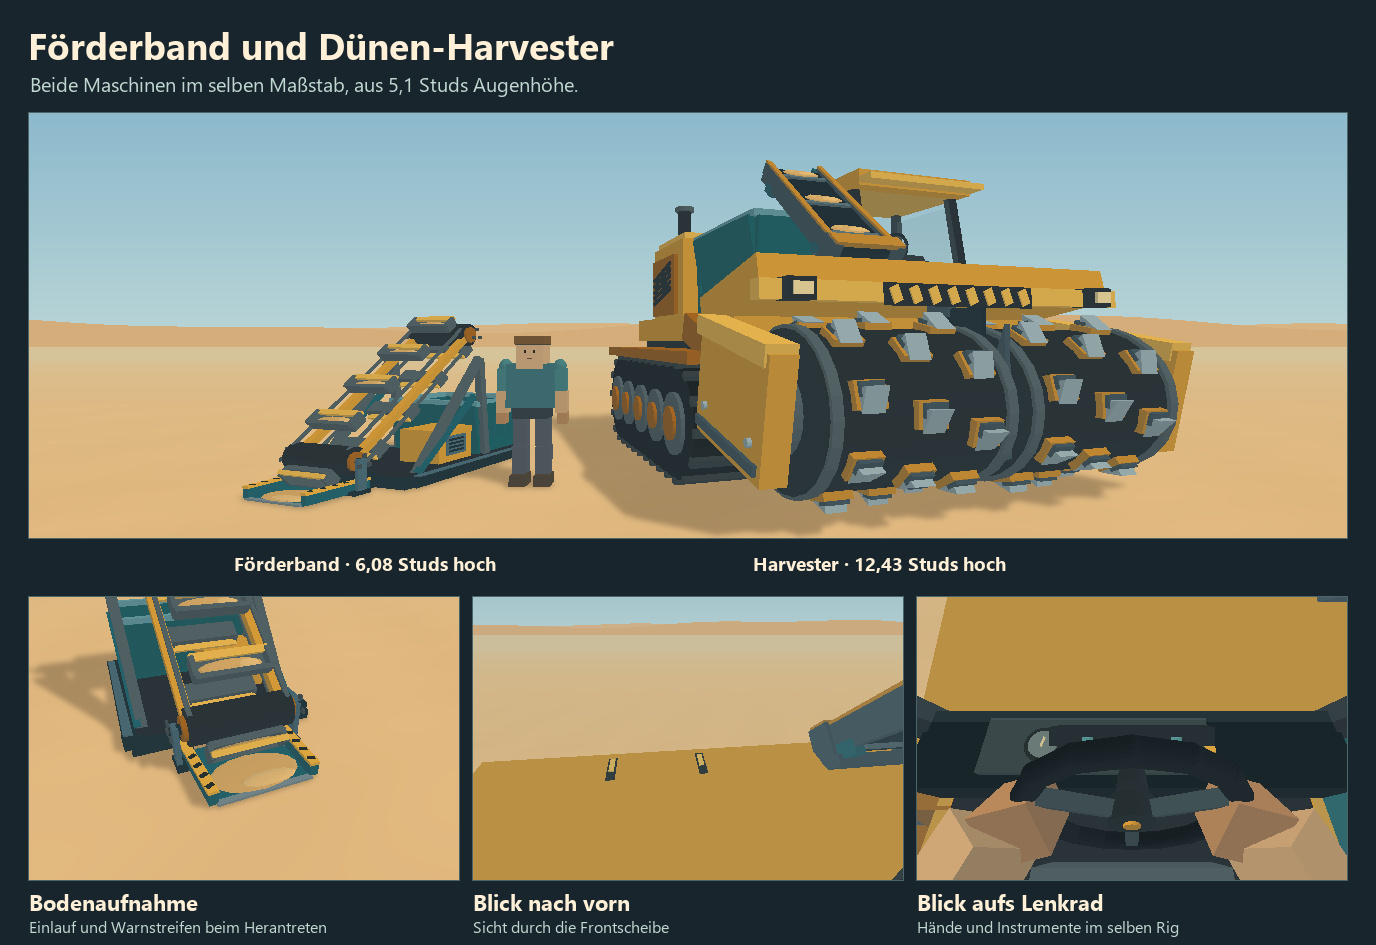 Förderband und Dünen-Harvester
Beide Maschinen im selben Maßstab, aus 5,1 Studs Augenhöhe.
Förderband · 6,08 Studs hoch
Harvester · 12,43 Studs hoch
Bodenaufnahme
Einlauf und Warnstreifen beim Herantreten
Blick nach vorn
Sicht durch die Frontscheibe
Blick aufs Lenkrad
Hände und Instrumente im selben Rig